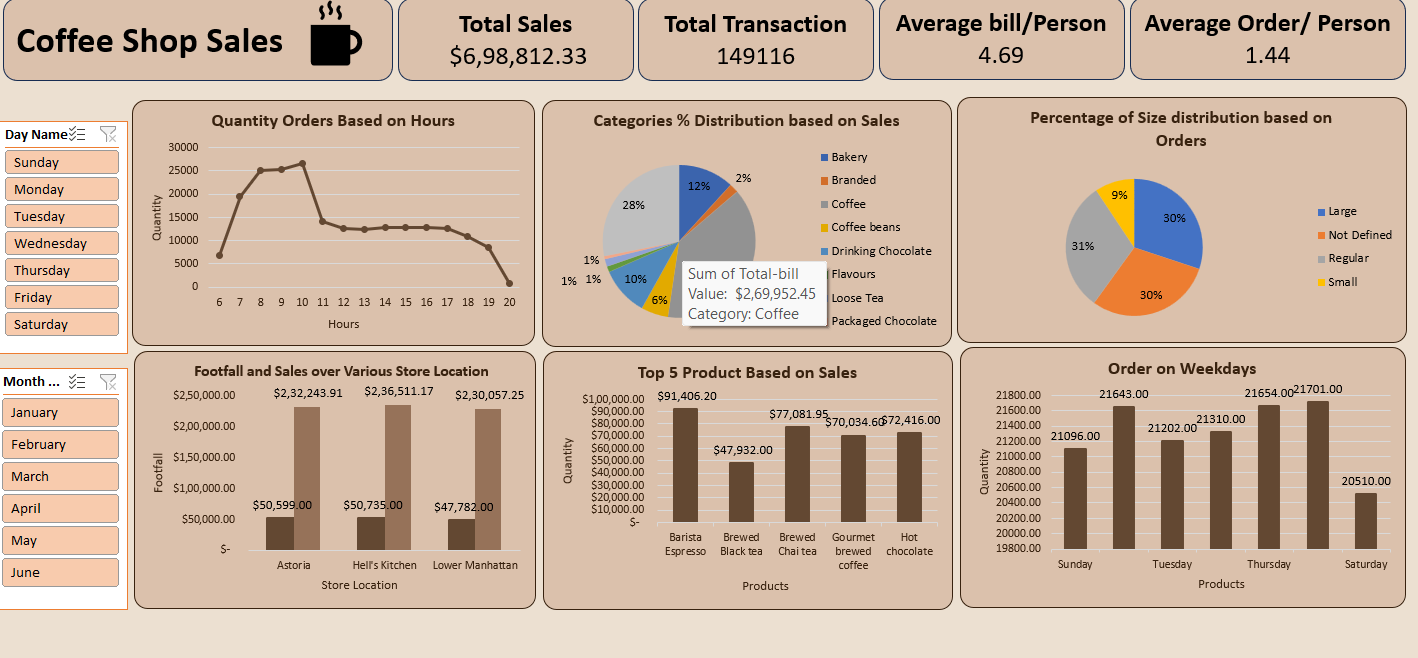 Coffee Shop Sales
Total Sales
$6,98,812.33
Total Transaction
149116
Average bill/Person
4.69
Average Order/ Person
1.44
Day Name
Sunday
Monday
Tuesday
Wednesday
Thursday
Friday
Saturday
Month ...
January
February
March
April
May
June
Quantity Orders Based on Hours
Quantity
30000
25000
20000
15000
10000
5000
0
6 7 8 9 10 11 12 13 14 15 16 17 18 19 20
Hours
Categories % Distribution based on Sales
12%
2%
28%
1%
1%
1%
10%
6%
Bakery
Branded
Coffee
Coffee beans
Drinking Chocolate
Flavours
Loose Tea
Packaged Chocolate
Sum of Total-bill
Value: $2,69,952.45
Category: Coffee
Percentage of Size distribution based on
Orders
9%
30%
31%
30%
Large
Not Defined
Regular
Small
Footfall and Sales over Various Store Location
Footfall
$2,50,000.00
$2,00,000.00
$1,50,000.00
$1,00,000.00
$50,000.00
$-
$2,32,243.91
$2,36,511.17
$2,30,057.25
$50,599.00
$50,735.00
$47,782.00
Astoria
Hell's Kitchen
Lower Manhattan
Store Location
Top 5 Product Based on Sales
Quantity
$1,00,000.00
$90,000.00
$80,000.00
$70,000.00
$60,000.00
$50,000.00
$40,000.00
$30,000.00
$20,000.00
$10,000.00
$-
$91,406.20
$47,932.00
$77,081.95
$70,034.60
$72,416.00
Barista
Espresso
Brewed
Black tea
Brewed
Chai tea
Gourmet
brewed
coffee
Hot
chocolate
Products
Order on Weekdays
Quantity
21800.00
21600.00
21400.00
21200.00
21000.00
20800.00
20600.00
20400.00
20200.00
20000.00
19800.00
21096.00
21643.00
21202.00
21310.00
21654.00
21701.00
20510.00
Sunday
Tuesday
Thursday
Saturday
Products